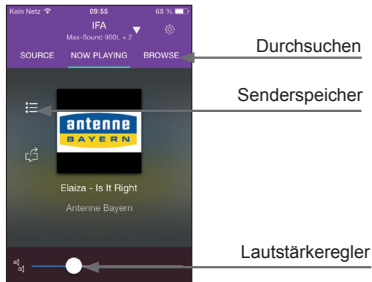 Kein Netz 09:55 68 %
IFA
Max-Sound 900L + 2
SOURCE NOW PLAYING BROWSE
Durchsuchen
Senderspeicher
antenne
BAYERN
Elaiza - Is It Right
Antenne Bayern
Lautstärkeregler